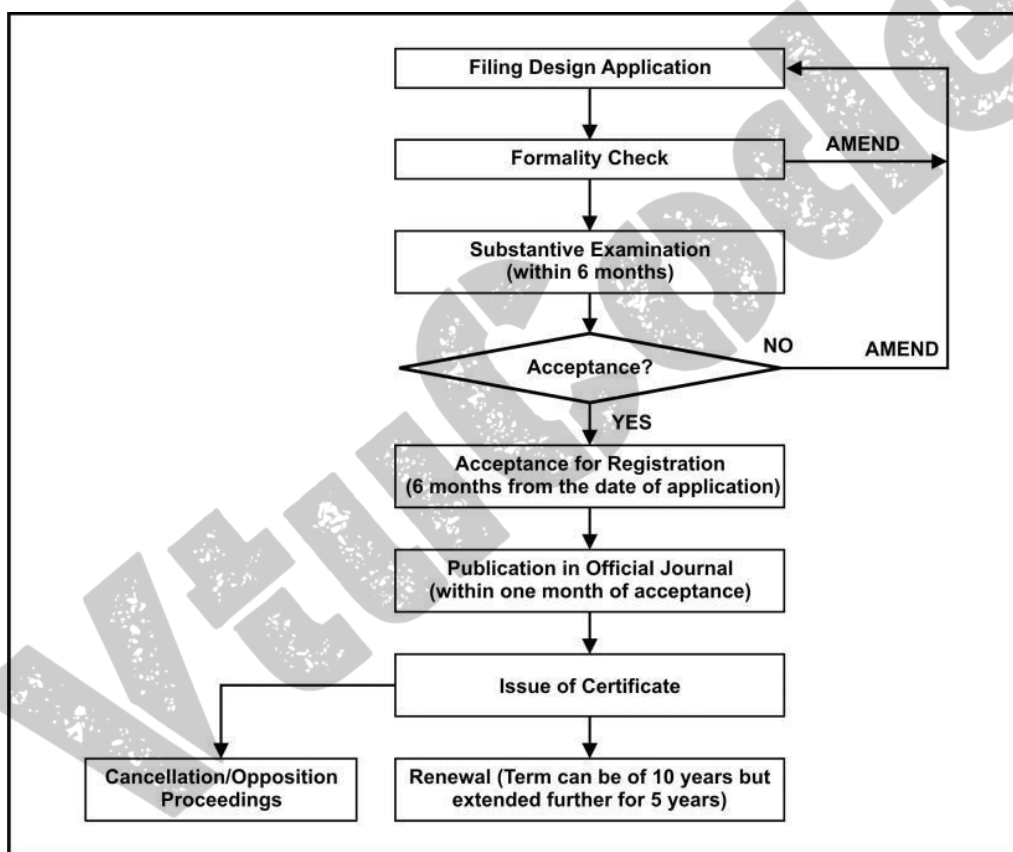 Filing Design Application
AMEND
Formality Check
Substantive Examination
(within 6 months)
NO
AMEND
Acceptance?
YES
Acceptance for Registration
(6 months from the date of application)
Publication in Official Journal
(within one month of acceptance)
Issue of Certificate
Cancellation/Opposition
Proceedings
Renewal (Term can be of 10 years but
extended further for 5 years)
VtuCode